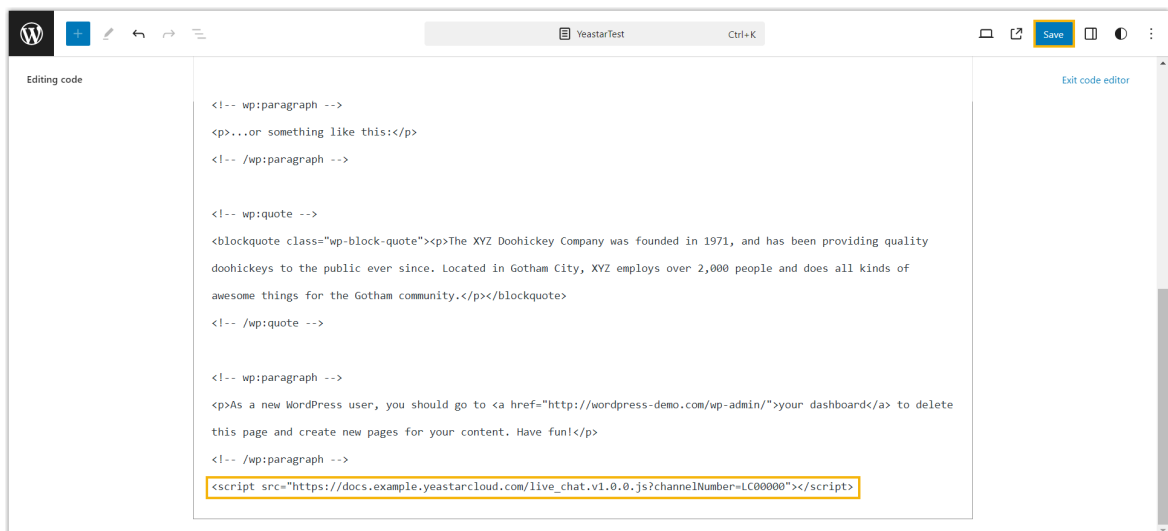 YeastarTest
Ctrl+K
Save
Editing code
Exit code editor
<!-- wp:paragraph -->
<p>...or something like this:</p>
<!-- /wp:paragraph -->
<!-- wp:quote -->
<blockquote class="wp-block-quote"><p>The XYZ Doohickey Company was founded in 1971, and has been providing quality
doohickeys to the public ever since. Located in Gotham City, XYZ employs over 2,000 people and does all kinds of
awesome things for the Gotham community.</p></blockquote>
<!-- /wp:quote -->
<!-- wp:paragraph -->
<p>As a new WordPress user, you should go to <a href="http://wordpress-demo.com/wp-admin/">your dashboard</a> to delete
this page and create new pages for your content. Have fun!</p>
<!-- /wp:paragraph -->
<script src="https://docs.example.yeastarcloud.com/live_chat.v1.0.0.js?channelNumber=LC00000"></script>